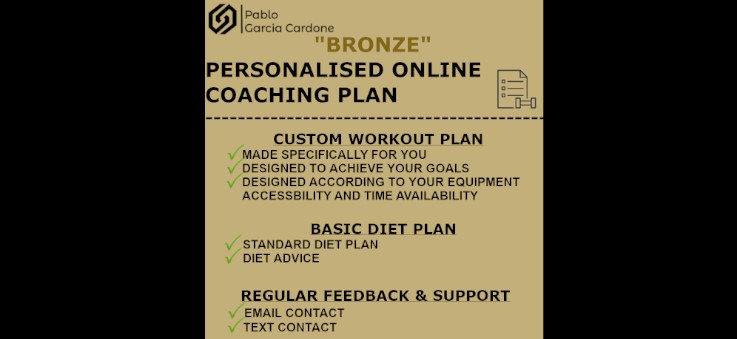 Pablo
Garcia Cardone
"BRONZE"
PERSONALISED ONLINE
COACHING PLAN
CUSTOM WORKOUT PLAN
MADE SPECIFICALLY FOR YOU
DESIGNED TO ACHIEVE YOUR GOALS
DESIGNED ACCORDING TO YOUR EQUIPMENT
ACCESSBILITY AND TIME AVAILABILITY
BASIC DIET PLAN
STANDARD DIET PLAN
DIET ADVICE
REGULAR FEEDBACK & SUPPORT
EMAIL CONTACT
TEXT CONTACT